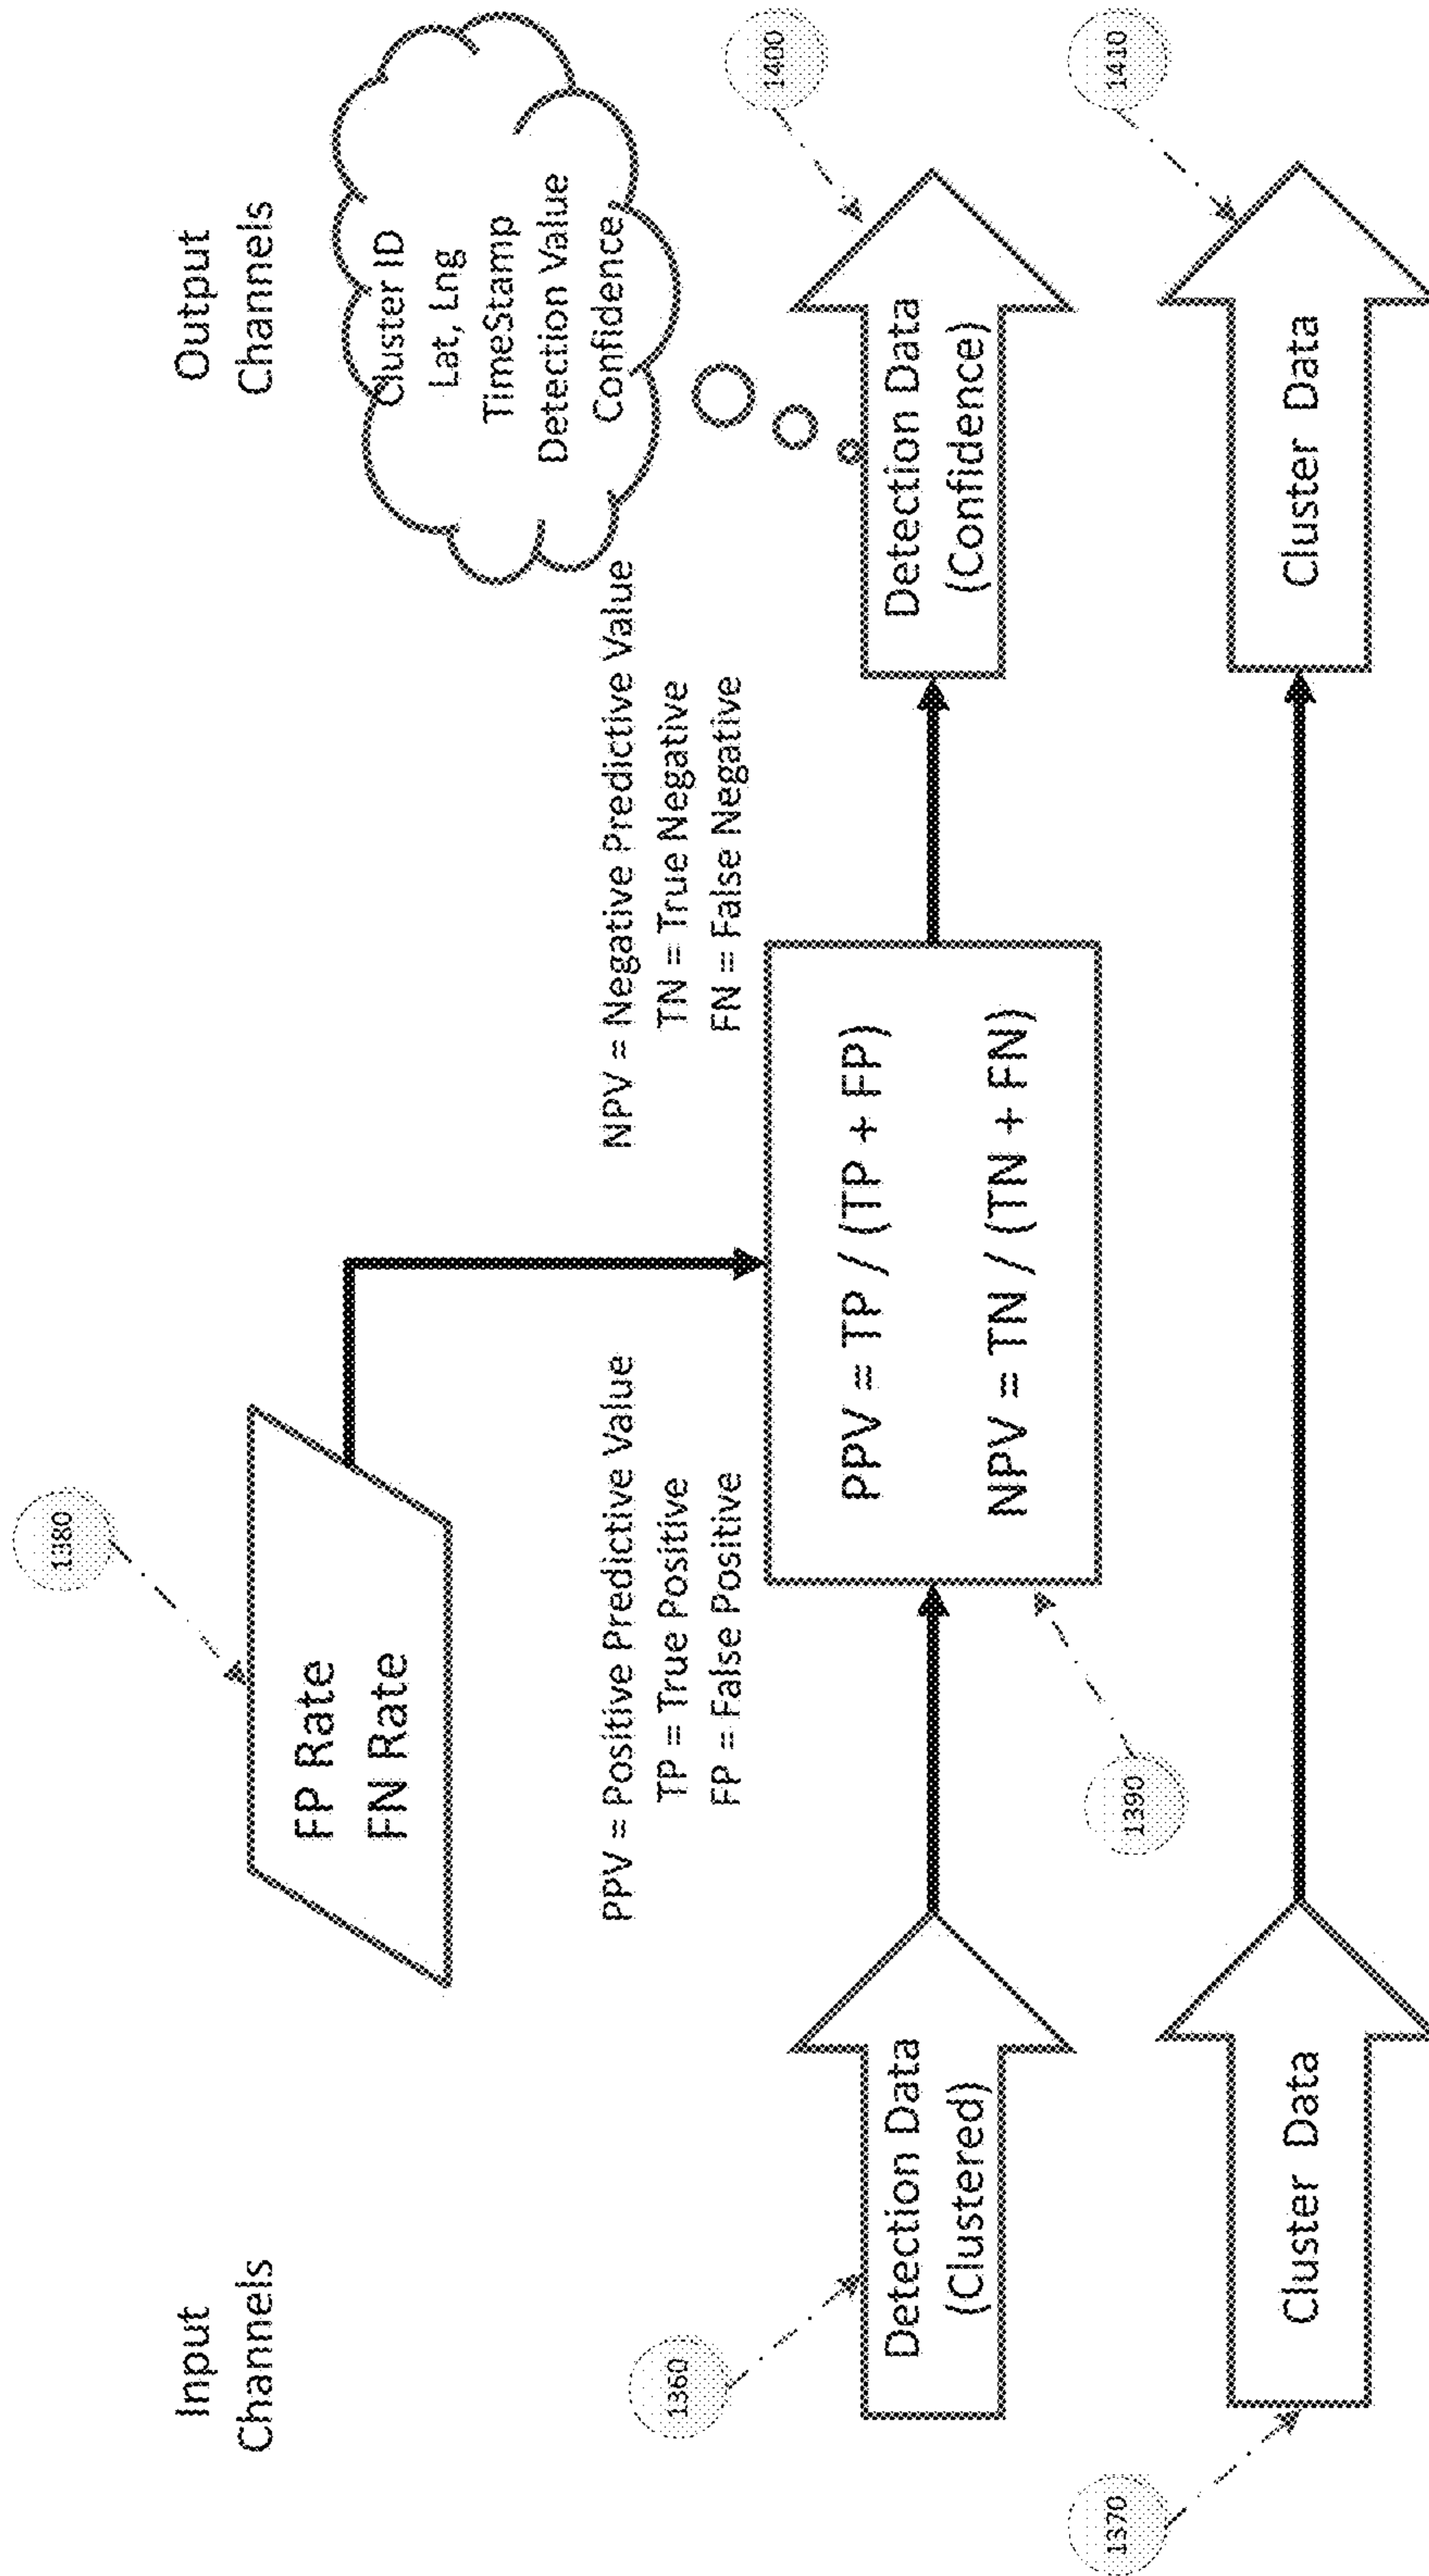 Input
Channels
Output
Channels
1380
FP Rate
FN Rate
Cluster ID
Lat, Lng
TimeStamp
Detection Value
Confidence
PPV = Positive Predictive Value
TP = True Positive
FP = False Positive
NPV = Negative Predictive Value
TN = True Negative
FN = False Negative
1360
Detection Data
(Clustered)
PPV = TP / (TP + FP)
NPV = TN / (TN + FN)
1390
Detection Data
(Confidence)
1400
1370
Cluster Data
Cluster Data
1410